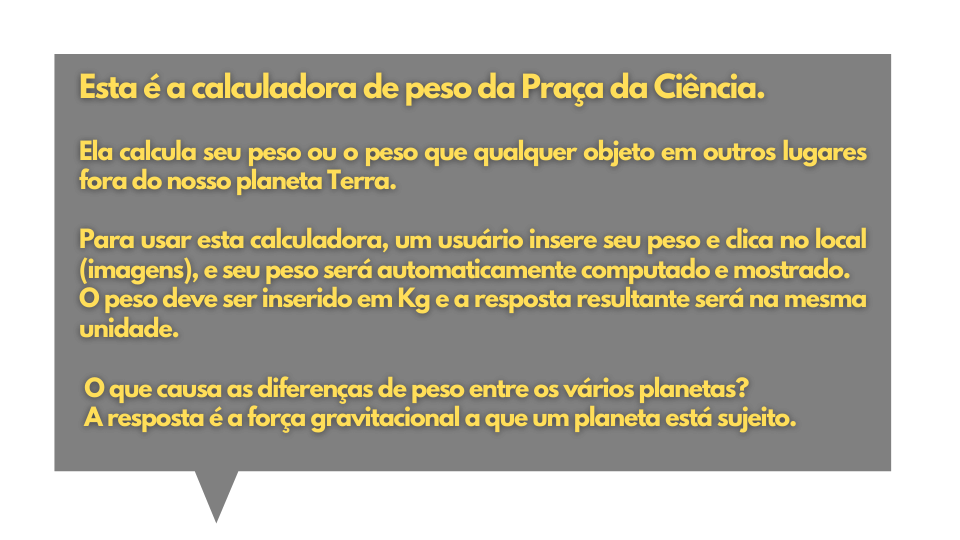 Esta é a calculadora de peso da Praça da Ciência.
Ela calcula seu peso ou o peso que qualquer objeto em outros lugares
fora do nosso planeta Terra.
Para usar esta calculadora, um usuário insere seu peso e clica no local
(imagens), e seu peso será automaticamente computado e mostrado.
O peso deve ser inserido em Kg e a resposta resultante será na mesma
unidade.
O que causa as diferenças de peso entre os vários planetas?
A resposta é a força gravitacional a que um planeta está sujeito.